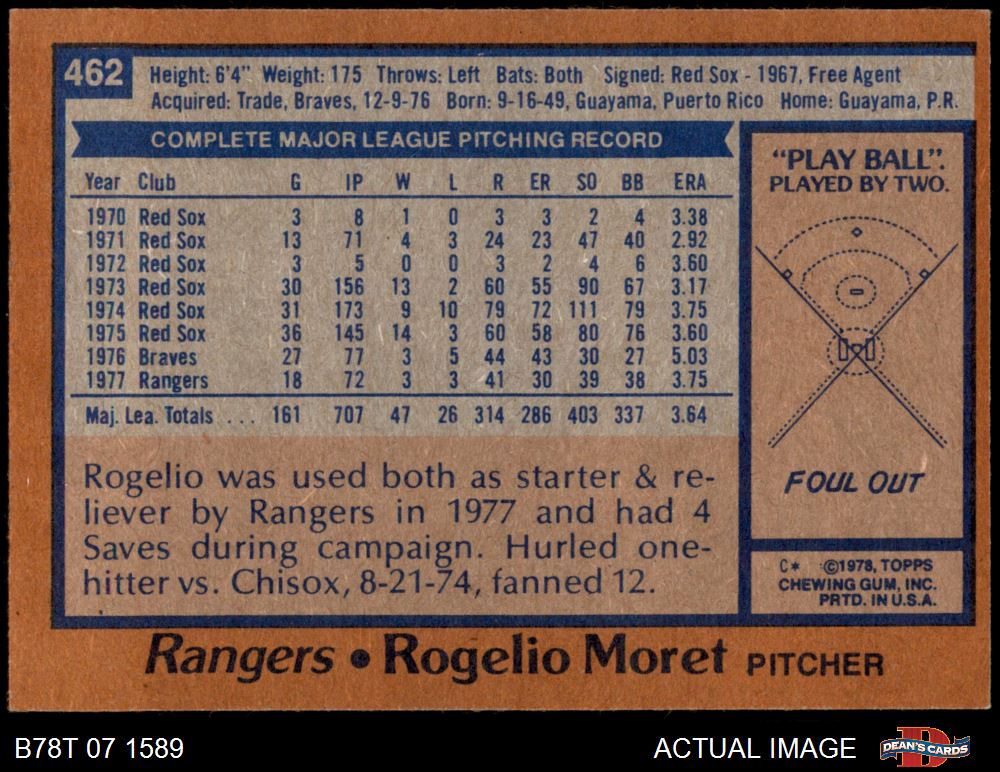 462
Height: 6'4" Weight: 175 Throws: Left Bats: Both Signed: Red Sox - 1967, Free Agent
Acquired: Trade, Braves, 12-9-76 Born: 9-16-49, Guayama, Puerto Rico Home: Guayama, P.R.
COMPLETE MAJOR LEAGUE PITCHING RECORD
Year Club G IP W L R ER SO BB ERA
1970 Red Sox 3 8 1 0 3 3 2 4 3.38
1971 Red Sox 13 71 4 3 24 23 47 40 2.92
1972 Red Sox 3 5 0 0 3 2 4 6 3.60
1973 Red Sox 30 156 13 2 60 55 90 67 3.17
1974 Red Sox 31 173 9 10 79 72 111 79 3.75
1975 Red Sox 36 145 14 3 60 58 80 76 3.60
1976 Braves 27 77 3 5 44 43 30 27 5.03
1977 Rangers 18 72 3 3 41 30 39 38 3.75
Maj. Lea. Totals . . . 161 707 47 26 314 286 403 337 3.64
Rogelio was used both as starter & re-
liever by Rangers in 1977 and had 4
Saves during campaign. Hurled one-
hitter vs. Chisox, 8-21-74, fanned 12.
"PLAY BALL".
PLAYED BY TWO.
FOUL OUT
C* ©1978, TOPPS
CHEWING GUM, INC.
PRTD. IN U.S.A.
Rangers • Rogelio Moret PITCHER
B78T 07 1589
ACTUAL IMAGE
D
DEAN'S CARDS